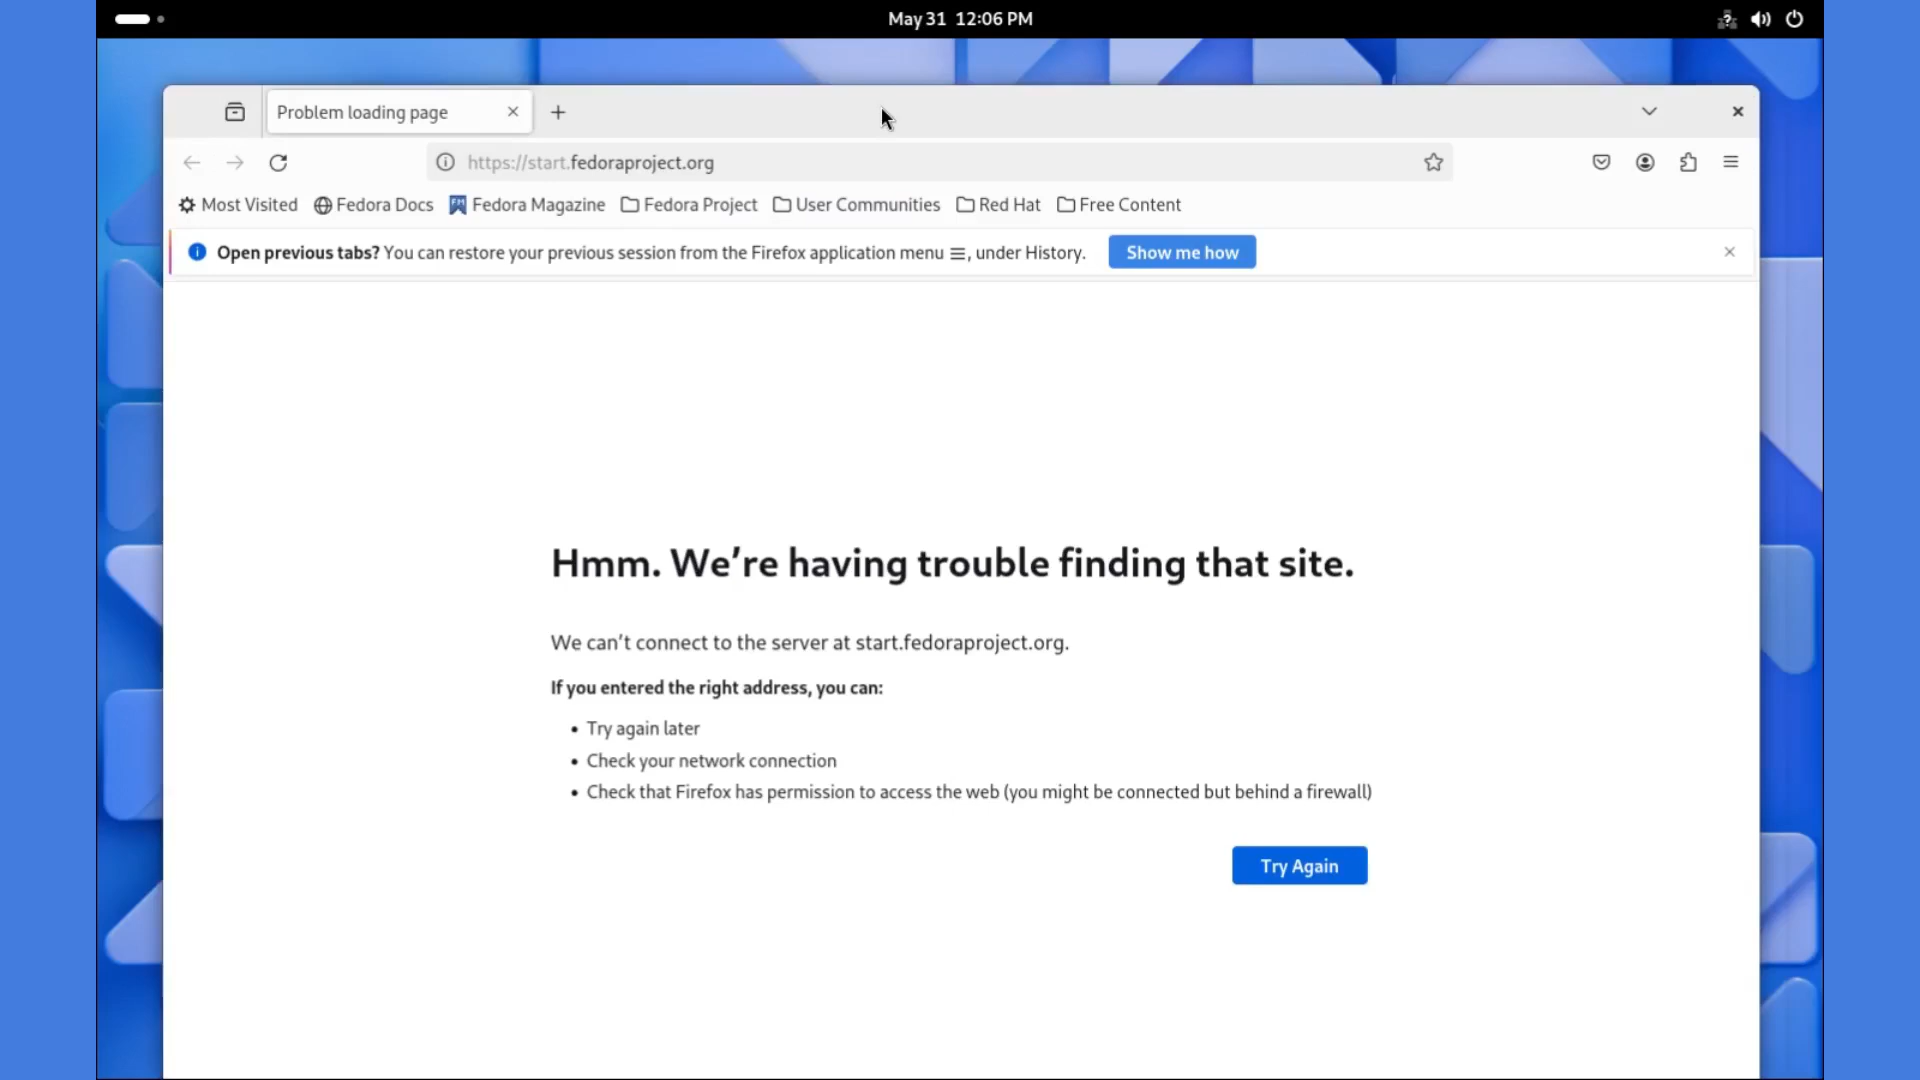 May 31 12:06 PM
Problem loading page
https://start.fedoraproject.org
Most Visited Fedora Docs Fedora Magazine Fedora Project User Communities Red Hat Free Content
Open previous tabs? You can restore your previous session from the Firefox application menu ☰, under History. Show me how
Hmm. We’re having trouble finding that site.
We can’t connect to the server at start.fedoraproject.org.
If you entered the right address, you can:
• Try again later
• Check your network connection
• Check that Firefox has permission to access the web (you might be connected but behind a firewall)
Try Again